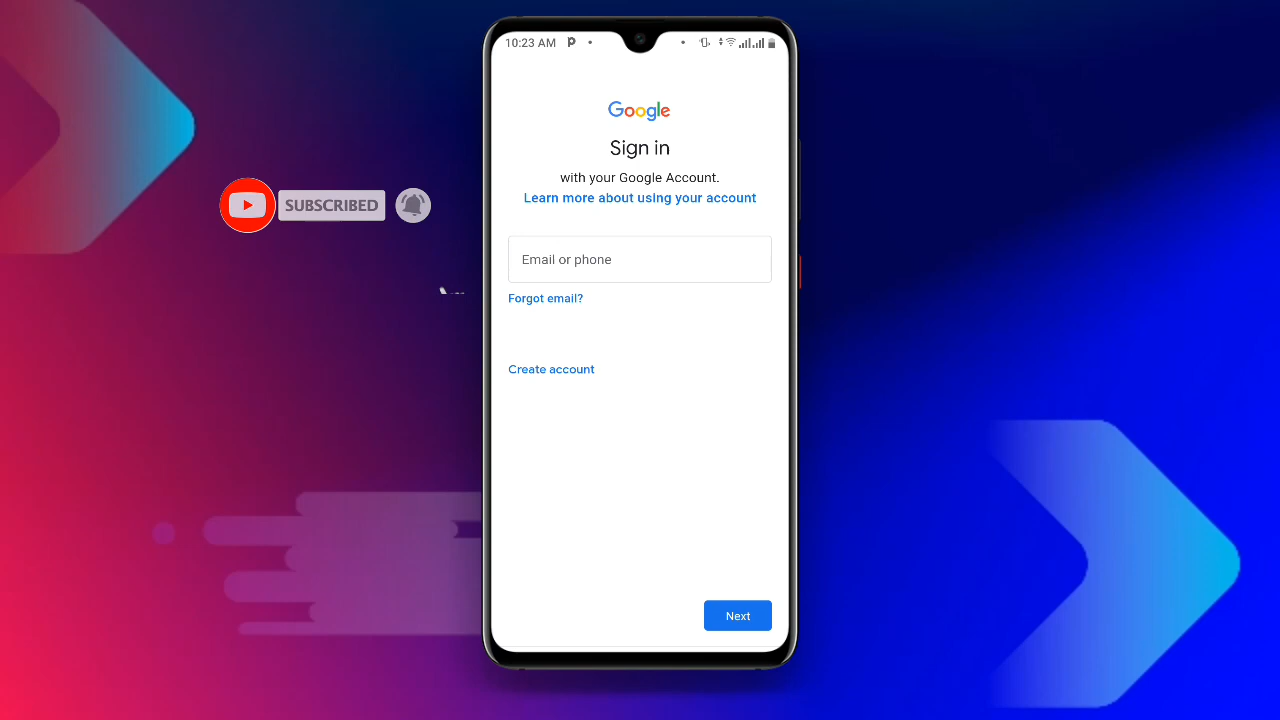 10:23 AM
Google
Sign in
with your Google Account.
Learn more about using your account
SUBSCRIBED
Email or phone
Forgot email?
Create account
Next